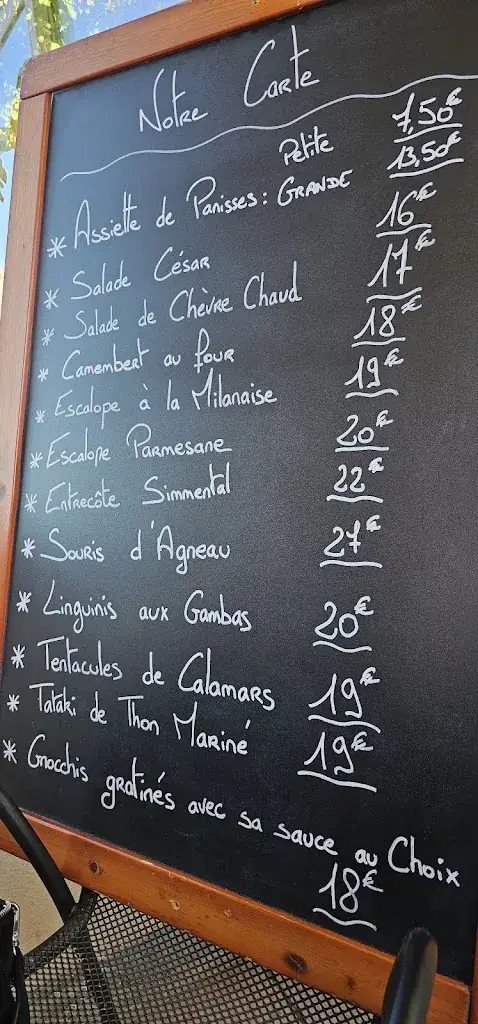 Notre Carte
Petite 7,50€
* Assiette de Panisses : GRANDE 13,50€
* Salade César 16€
* Salade de Chèvre Chaud 17€
* Camembert au four 18€
* Escalope à la Milanaise 19€
* Escalope Parmesane 20€
* Entrecôte Simmental 22€
* Souris d'Agneau 27€
* Linguinis aux Gambas 20€
* Tentacules de Calamars 19€
* Tataki de Thon Mariné 19€
* Gnocchis gratinés avec sa sauce au Choix
18€